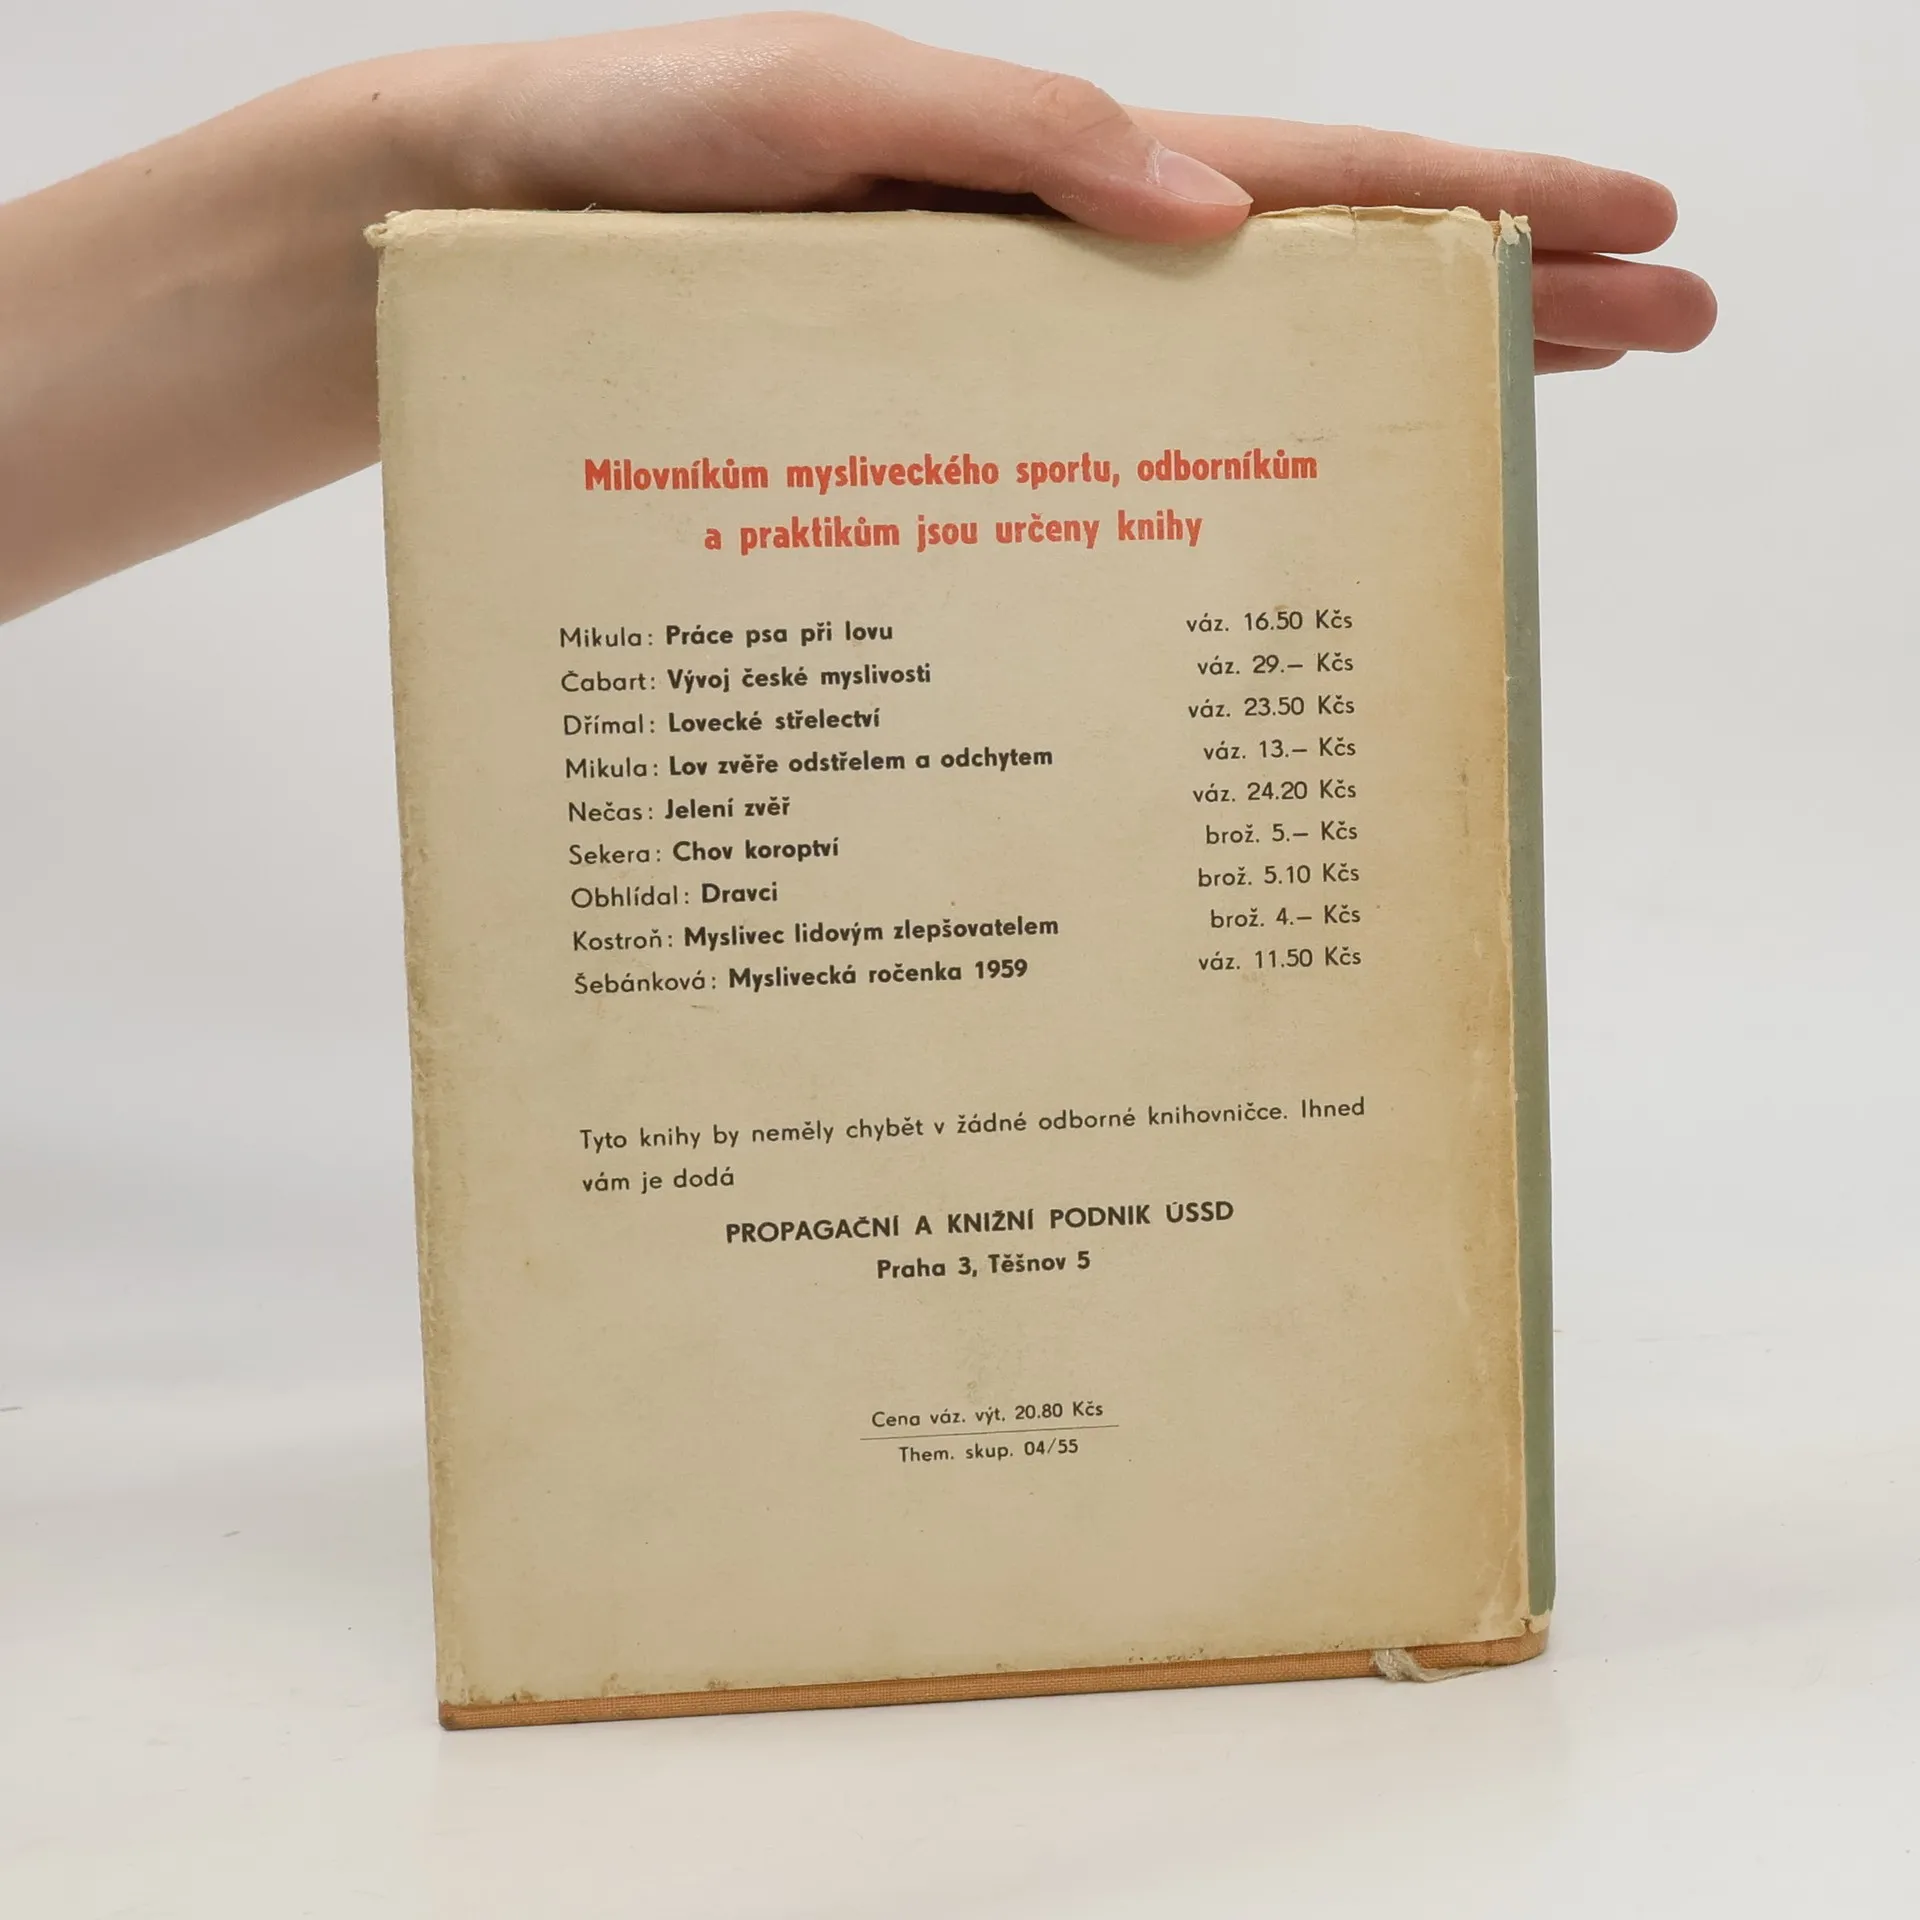 Milovníkům mysliveckého sportu, odborníkům
a praktikům jsou určeny knihy
Mikula: Práce psa při lovu váz. 16.50 Kčs
Čabart: Vývoj české myslivosti váz. 29.– Kčs
Dřímal: Lovecké střelectví váz. 23.50 Kčs
Mikula: Lov zvěře odstřelem a odchytem váz. 13.– Kčs
Nečas: Jelení zvěř váz. 24.20 Kčs
Sekera: Chov koroptví brož. 5.– Kčs
Obhlídal: Dravci brož. 5.10 Kčs
Kostroň: Myslivec lidovým zlepšovatelem brož. 4.– Kčs
Šebánková: Myslivecká ročenka 1959 váz. 11.50 Kčs
Tyto knihy by neměly chybět v žádné odborné knihovničce. Ihned
vám je dodá
PROPAGAČNÍ A KNIŽNÍ PODNIK ÚSSD
Praha 3, Těšnov 5
Cena váz. výt. 20.80 Kčs
Them. skup. 04/55